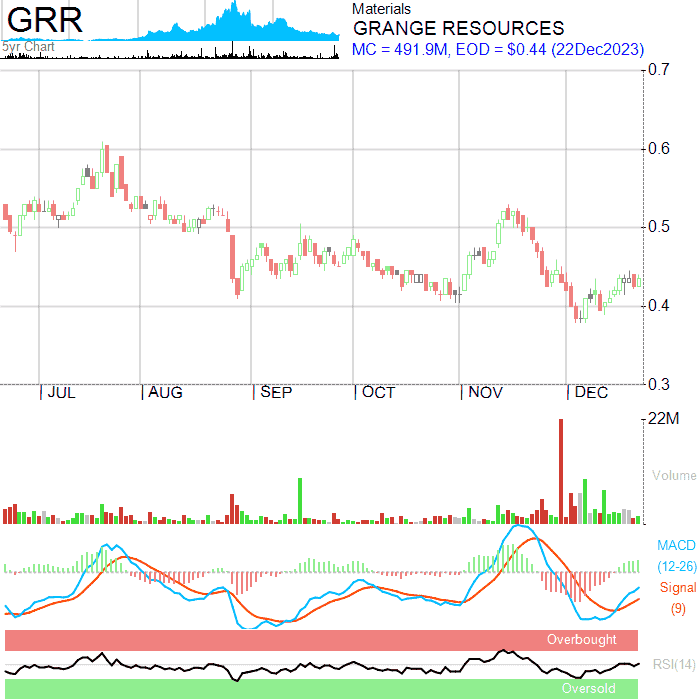 GRR
5yr Chart
Materials
GRANGE RESOURCES
MC = 491.9M, EOD = $0.44 (22Dec2023)
0.7
0.6
0.5
0.4
0.3
JUL AUG SEP OCT NOV DEC
22M
Volume
MACD
(12-26)
Signal
(9)
Overbought
RSI(14)
Oversold